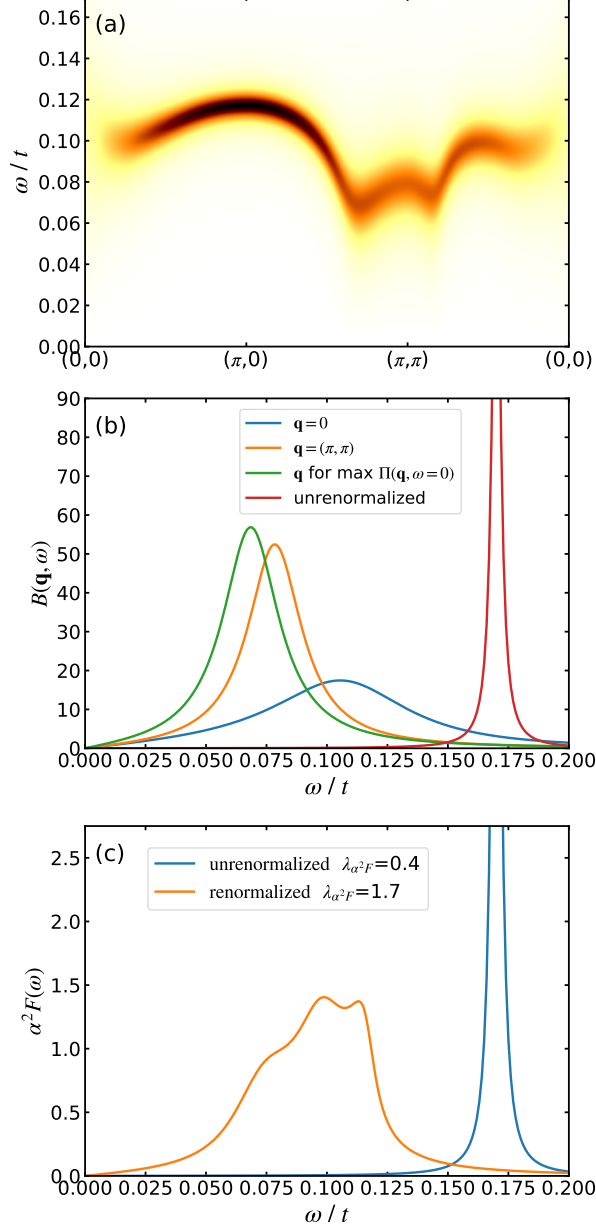 (a)
0.16
0.14
0.12
0.10
0.08
0.06
0.04
0.02
0.00
ω / t
(0,0) (π,0) (π,π) (0,0)
(b)
90
80
70
60
50
40
30
20
10
0
B(q, ω)
q = 0
q = (π, π)
q for max Π(q, ω = 0)
unrenormalized
0.000 0.025 0.050 0.075 0.100 0.125 0.150 0.175 0.200
ω / t
(c)
2.5
2.0
1.5
1.0
0.5
0.0
α²F(ω)
unrenormalized λ_{α²F}=0.4
renormalized λ_{α²F}=1.7
0.000 0.025 0.050 0.075 0.100 0.125 0.150 0.175 0.200
ω / t